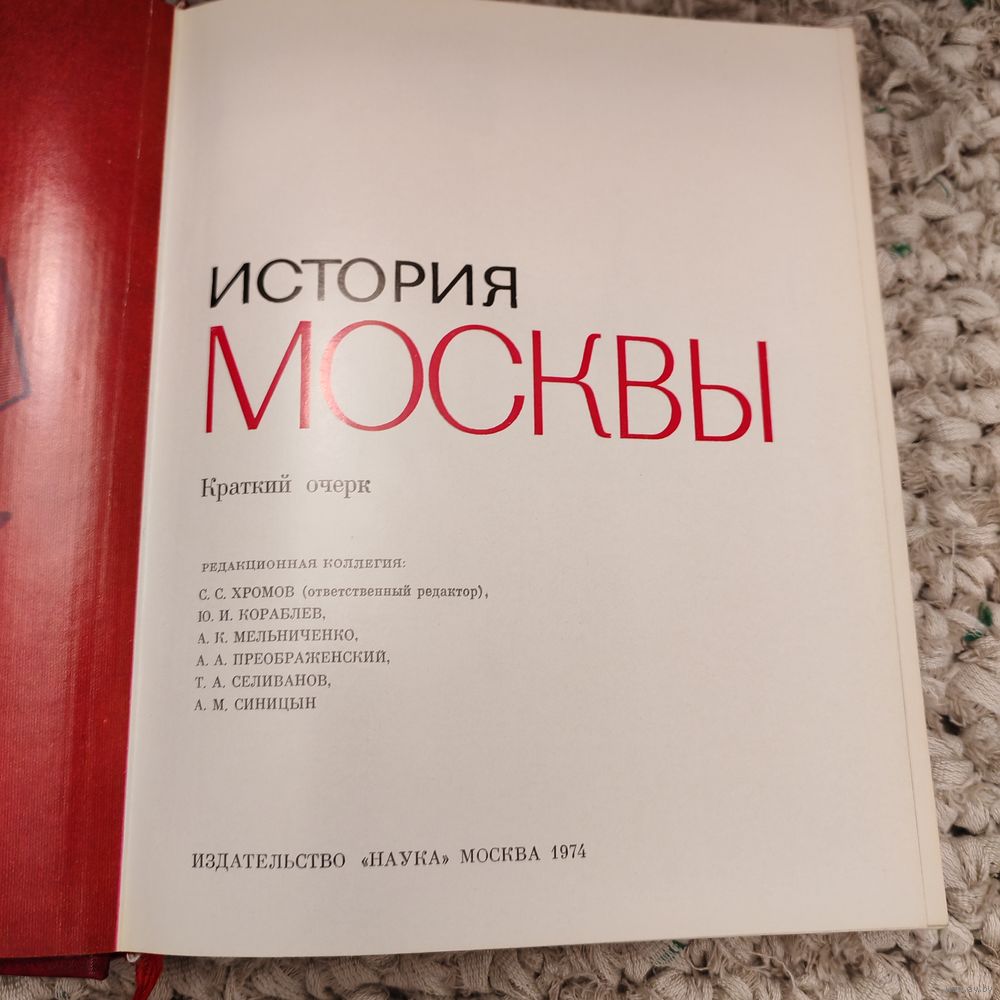 ИСТОРИЯ
МОСКВЫ
Краткий очерк
РЕДАКЦИОННАЯ КОЛЛЕГИЯ:
С. С. ХРОМОВ (ответственный редактор),
Ю. И. КОРАБЛЕВ,
А. К. МЕЛЬНИЧЕНКО,
А. А. ПРЕОБРАЖЕНСКИЙ,
Т. А. СЕЛИВАНОВ,
А. М. СИНИЦЫН
ИЗДАТЕЛЬСТВО «НАУКА» МОСКВА 1974